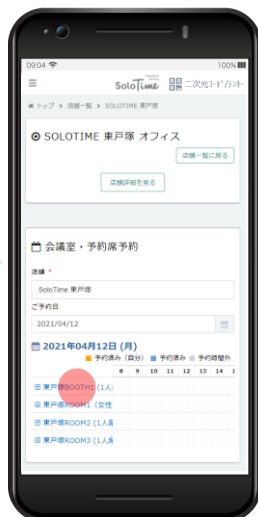 09:04 100%
SoloTime 二次元ｺｰﾄﾞ/ﾃﾝｷｰ
トップ > 店舗一覧 > SOLOTIME 東戸塚
SOLOTIME 東戸塚 オフィス
店舗一覧に戻る
店舗詳細を見る
会議室・予約席予約
店舗 *
SoloTime 東戸塚
ご予約日
2021/04/12
2021年04月12日 (月)
予約済み（自分） 予約済み 予約時間外
8 9 10 11 12 13 14 1
東戸塚BOOTH1 (1人
東戸塚ROOM1（女性
東戸塚ROOM2 (1人席
東戸塚ROOM3 (1人席